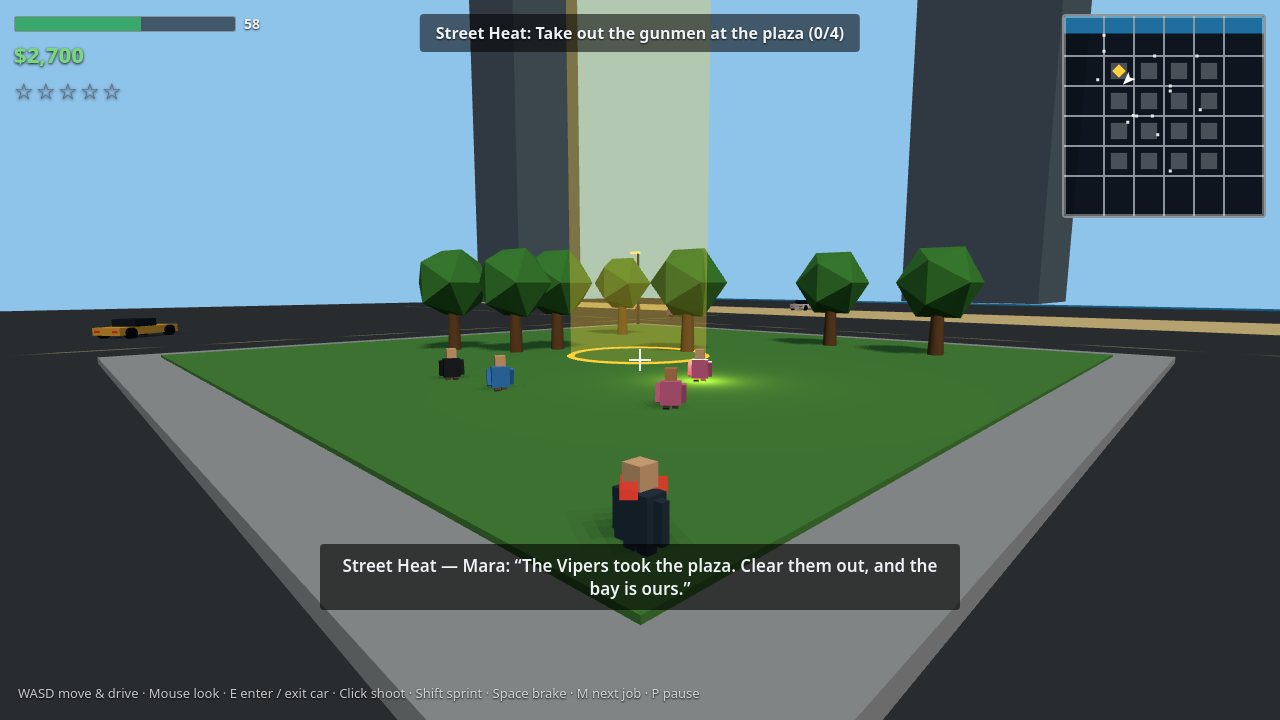 58
Street Heat: Take out the gunmen at the plaza (0/4)
$2,700
Street Heat — Mara: “The Vipers took the plaza. Clear them out, and the
bay is ours.”
WASD move & drive · Mouse look · E enter / exit car · Click shoot · Shift sprint · Space brake · M next job · P pause